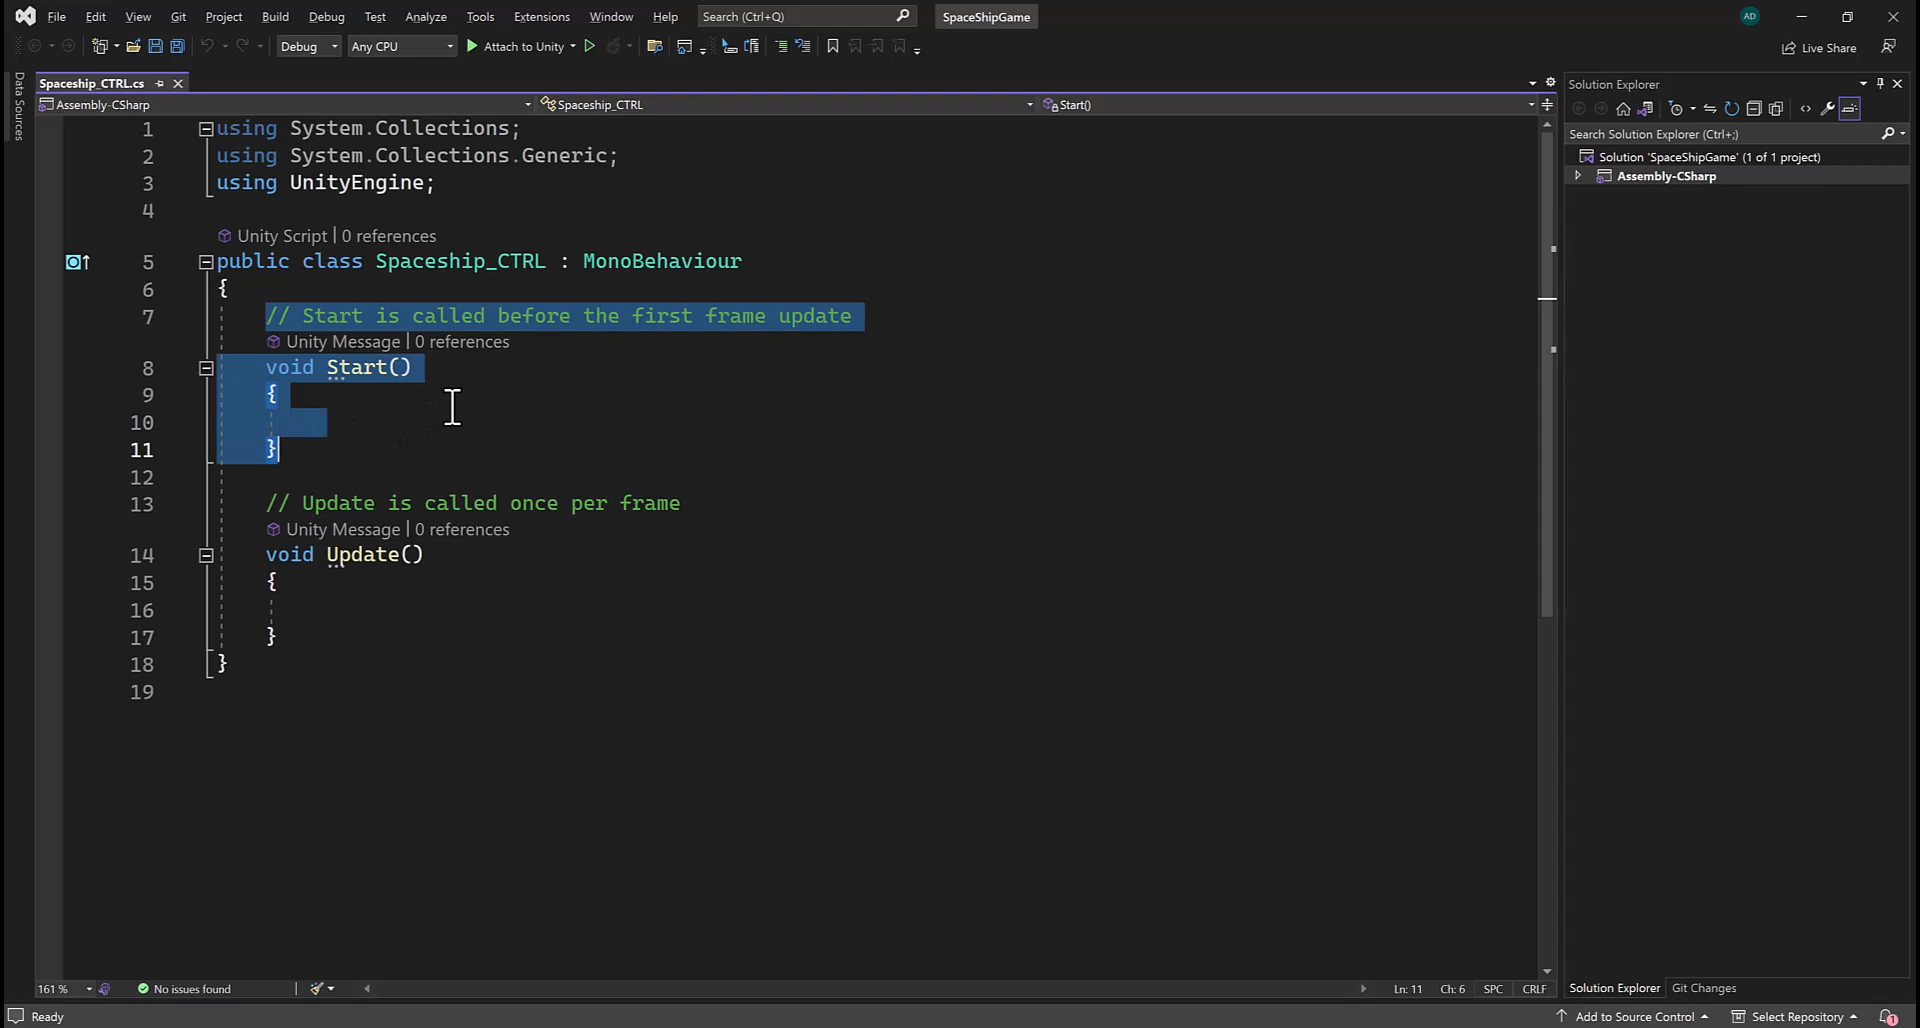 File Edit View Git Project Build Debug Test Analyze Tools Extensions Window Help Search (Ctrl+Q) SpaceShipGame AD
Debug Any CPU Attach to Unity Live Share
Data Sources
Spaceship_CTRL.cs
Assembly-CSharp Spaceship_CTRL Start()
1 using System.Collections;
2 using System.Collections.Generic;
3 using UnityEngine;
4
Unity Script | 0 references
5 public class Spaceship_CTRL : MonoBehaviour
6 {
7 // Start is called before the first frame update
Unity Message | 0 references
8 void Start()
9 {
10
11 }
12
13 // Update is called once per frame
Unity Message | 0 references
14 void Update()
15 {
16
17 }
18 }
19
161 % No issues found Ln: 11 Ch: 6 SPC CRLF
Solution Explorer
Search Solution Explorer (Ctrl+;)
Solution 'SpaceShipGame' (1 of 1 project)
Assembly-CSharp
Solution Explorer Git Changes
Ready Add to Source Control Select Repository 1